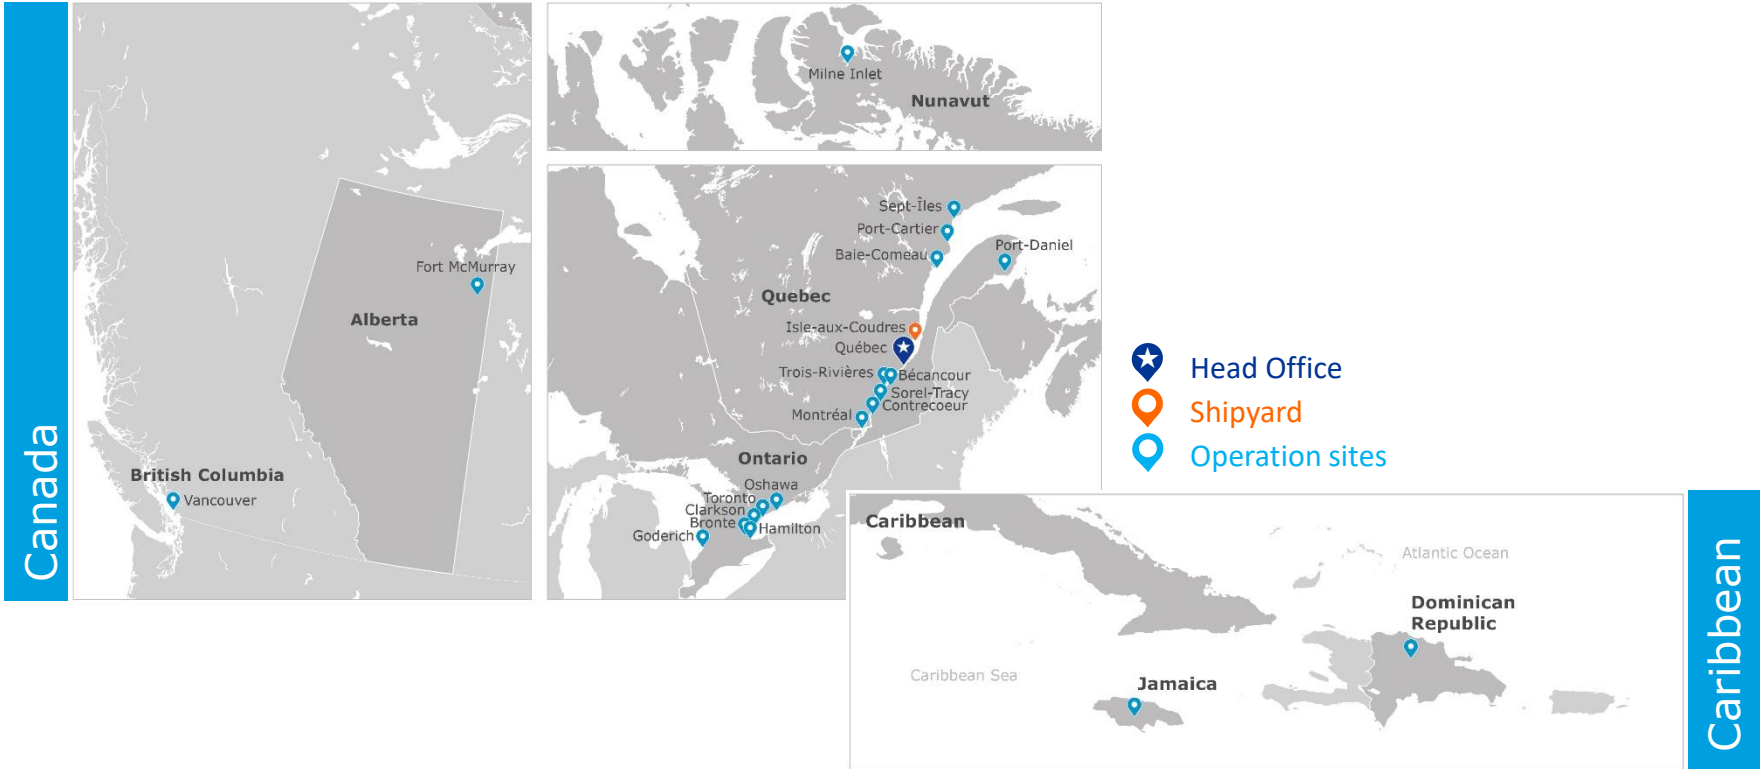 Canada
Fort McMurray
Alberta
British Columbia
Vancouver
Milne Inlet
Nunavut
Sept-Îles
Port-Cartier
Baie-Comeau
Port-Daniel
Quebec
Isle-aux-Coudres
Québec
Trois-Rivières
Bécancour
Sorel-Tracy
Contrecoeur
Montréal
Ontario
Oshawa
Toronto
Clarkson
Bronte
Hamilton
Goderich
Head Office
Shipyard
Operation sites
Caribbean
Atlantic Ocean
Dominican
Republic
Caribbean Sea
Jamaica
Caribbean